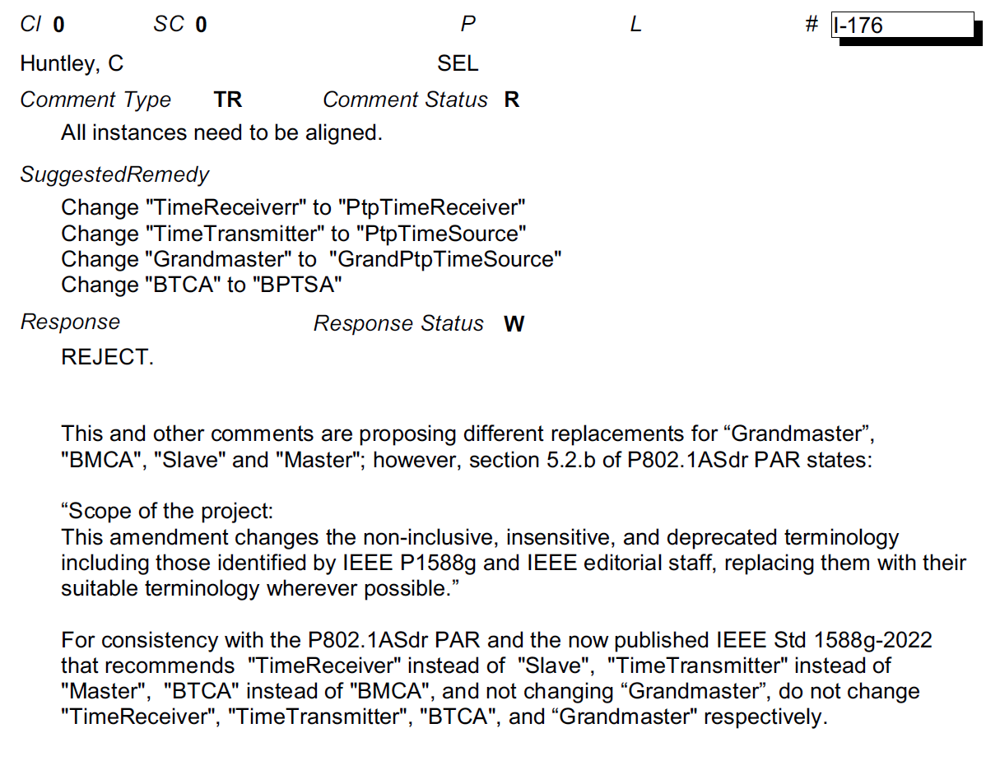 Cl 0 SC 0 P L # I-176
Huntley, C SEL
Comment Type TR Comment Status R
All instances need to be aligned.
SuggestedRemedy
Change "TimeReceiverr" to "PtpTimeReceiver"
Change "TimeTransmitter" to "PtpTimeSource"
Change "Grandmaster" to  "GrandPtpTimeSource"
Change "BTCA" to "BPTSA"
Response Response Status W
REJECT.
This and other comments are proposing different replacements for “Grandmaster”,
"BMCA", "Slave" and "Master"; however, section 5.2.b of P802.1ASdr PAR states:
“Scope of the project:
This amendment changes the non-inclusive, insensitive, and deprecated terminology
including those identified by IEEE P1588g and IEEE editorial staff, replacing them with their
suitable terminology wherever possible.”
For consistency with the P802.1ASdr PAR and the now published IEEE Std 1588g-2022
that recommends  "TimeReceiver" instead of  "Slave",  "TimeTransmitter" instead of
"Master",  "BTCA" instead of "BMCA", and not changing “Grandmaster”, do not change
"TimeReceiver", "TimeTransmitter", "BTCA", and “Grandmaster" respectively.